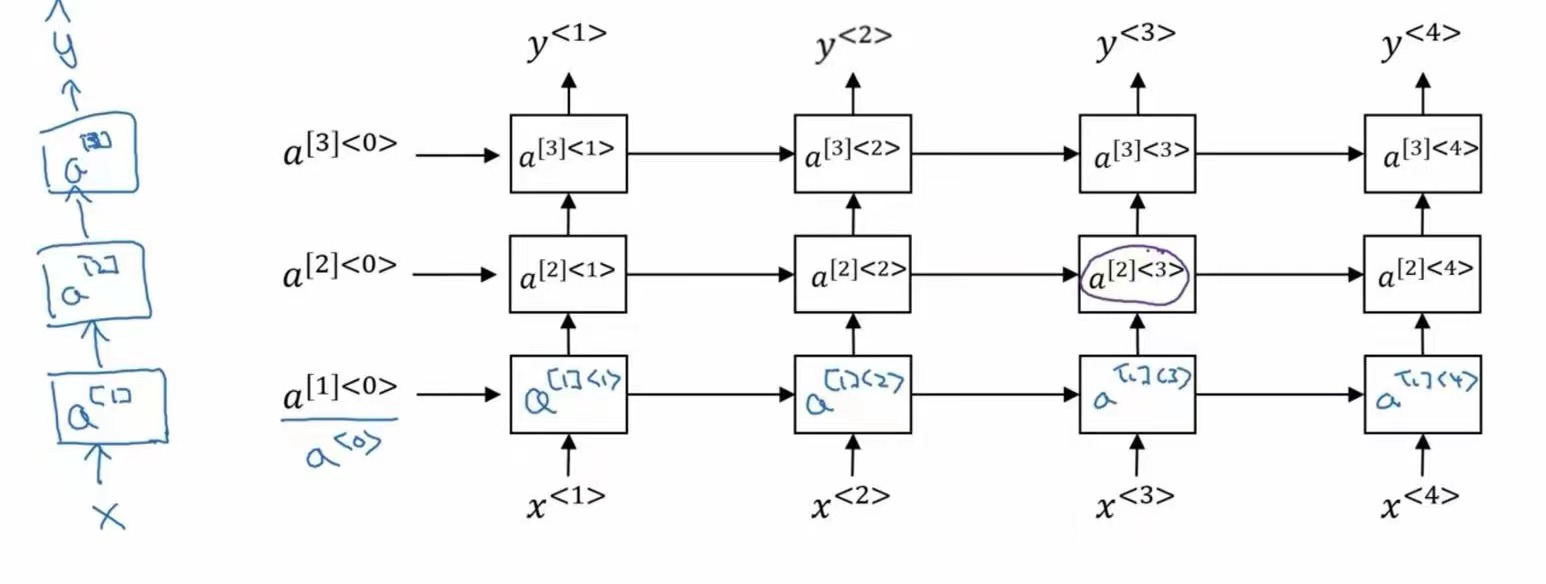 ŷ
y<1> y<2> y<3> y<4>
a[3]
a[3]<0> a[3]<1> a[3]<2> a[3]<3> a[3]<4>
a[2]
a[2]<0> a[2]<1> a[2]<2> a[2]<3> a[2]<4>
a[1]
a[1]<0> a[1]<1> a[1]<2> a[1]<3> a[1]<4>
a<0>
x
x<1> x<2> x<3> x<4>